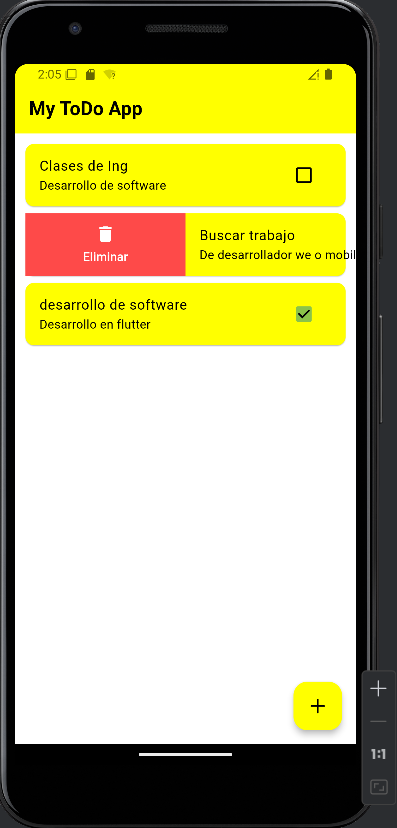 2:05
My ToDo App
Clases de Ing
Desarrollo de software
Eliminar
Buscar trabajo
De desarrollador we o mobil
desarrollo de software
Desarrollo en flutter
+
+
1:1